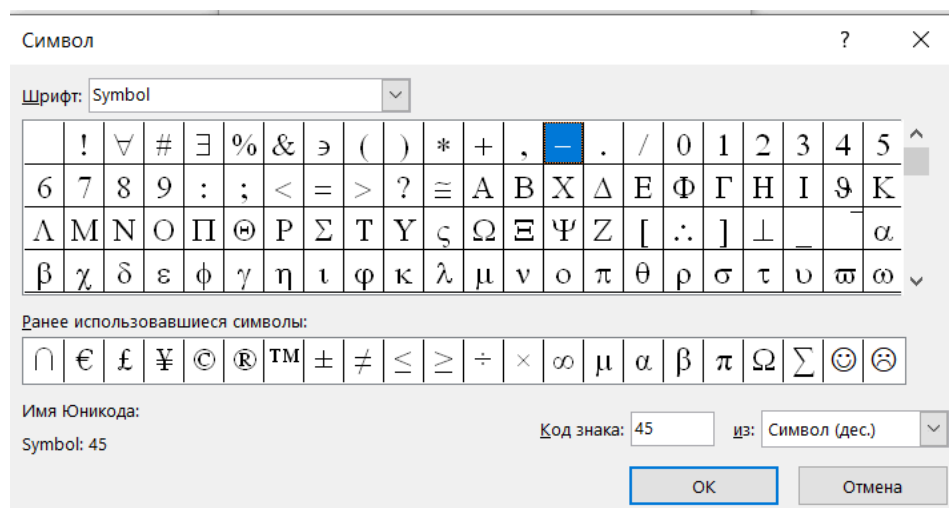 Символ ? ×
Шрифт: Symbol
! ∀ # ∃ % & ∋ ( ) ∗ + , − . / 0 1 2 3 4 5
6 7 8 9 : ; < = > ? ≅ Α Β Χ Δ Ε Φ Γ Η Ι ϑ Κ
Λ Μ Ν Ο Π Θ Ρ Σ Τ Υ ς Ω Ξ Ψ Ζ [ ∴ ] ⊥ _ ‾ α
β χ δ ε ϕ γ η ι φ κ λ μ ν ο π θ ρ σ τ υ ϖ ω
Ранее использовавшиеся символы:
∩ € £ ¥ © ® ™ ± ≠ ≤ ≥ ÷ × ∞ µ α β π Ω ∑ ☺ ☹
Имя Юникода:
Symbol: 45
Код знака: 45 из: Символ (дес.)
ОК Отмена